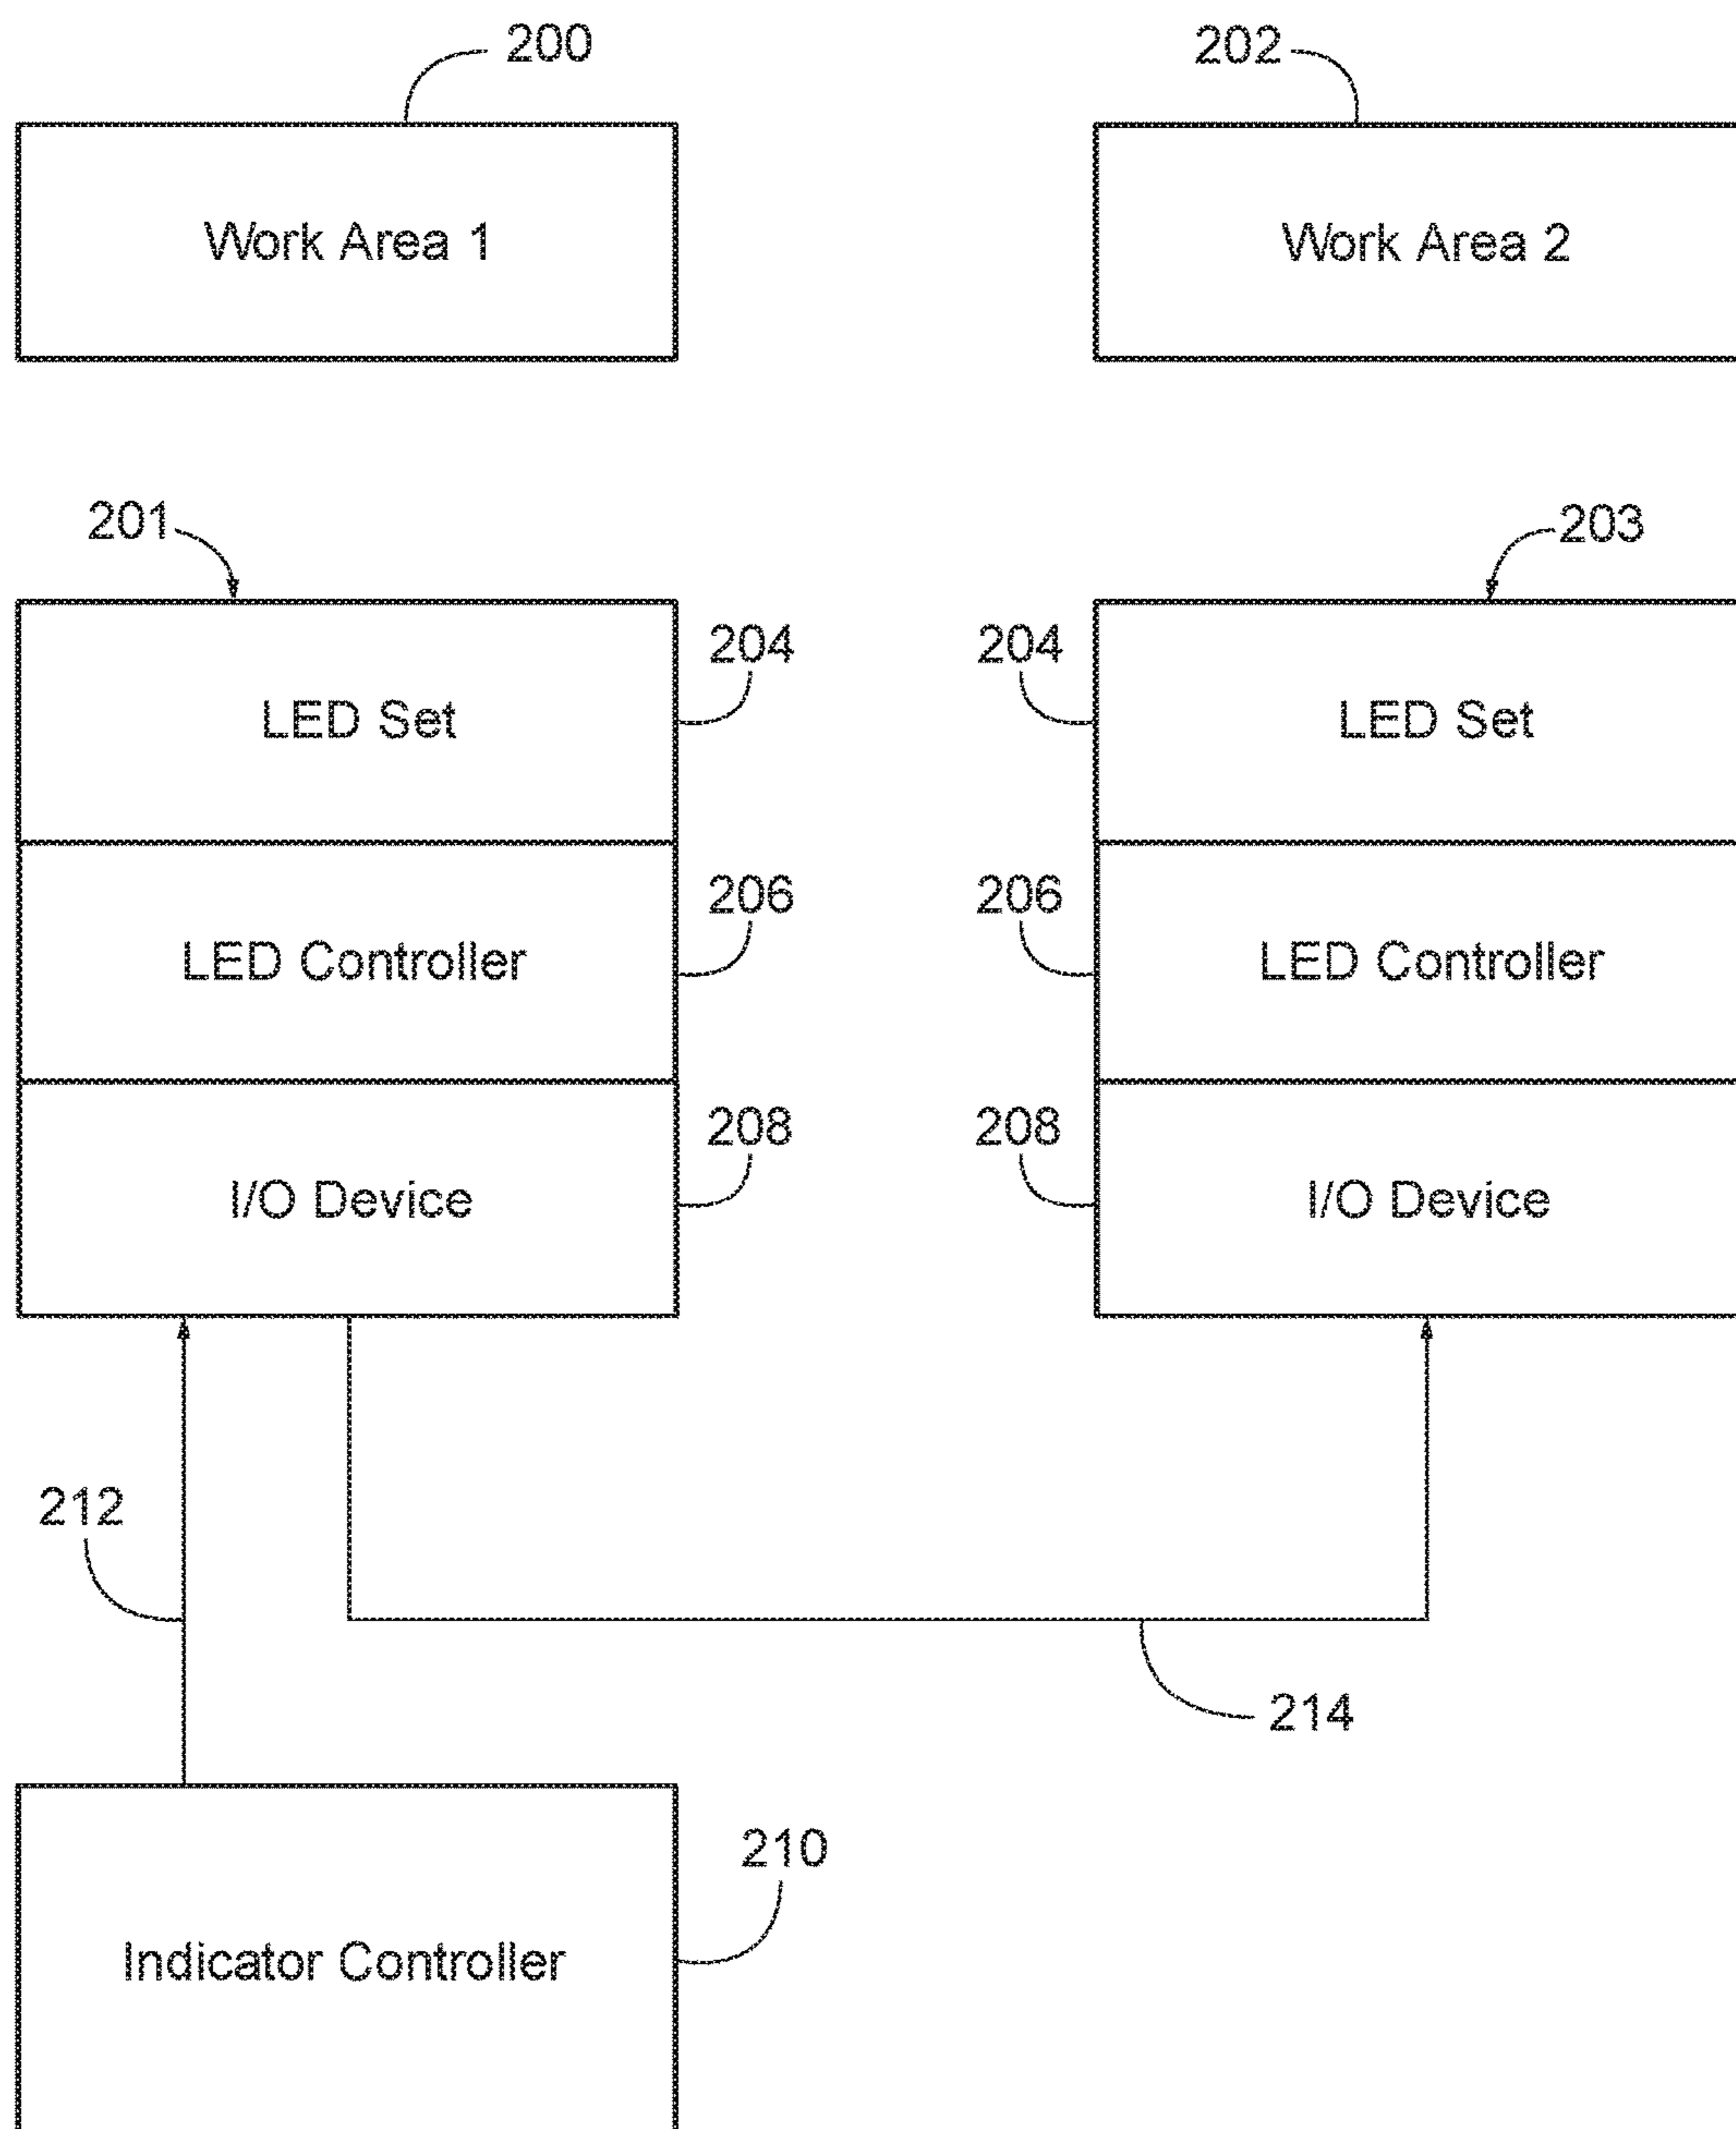 200
202
Work Area 1
Work Area 2
201
203
204
204
LED Set
LED Set
206
206
LED Controller
LED Controller
208
208
I/O Device
I/O Device
212
214
210
Indicator Controller